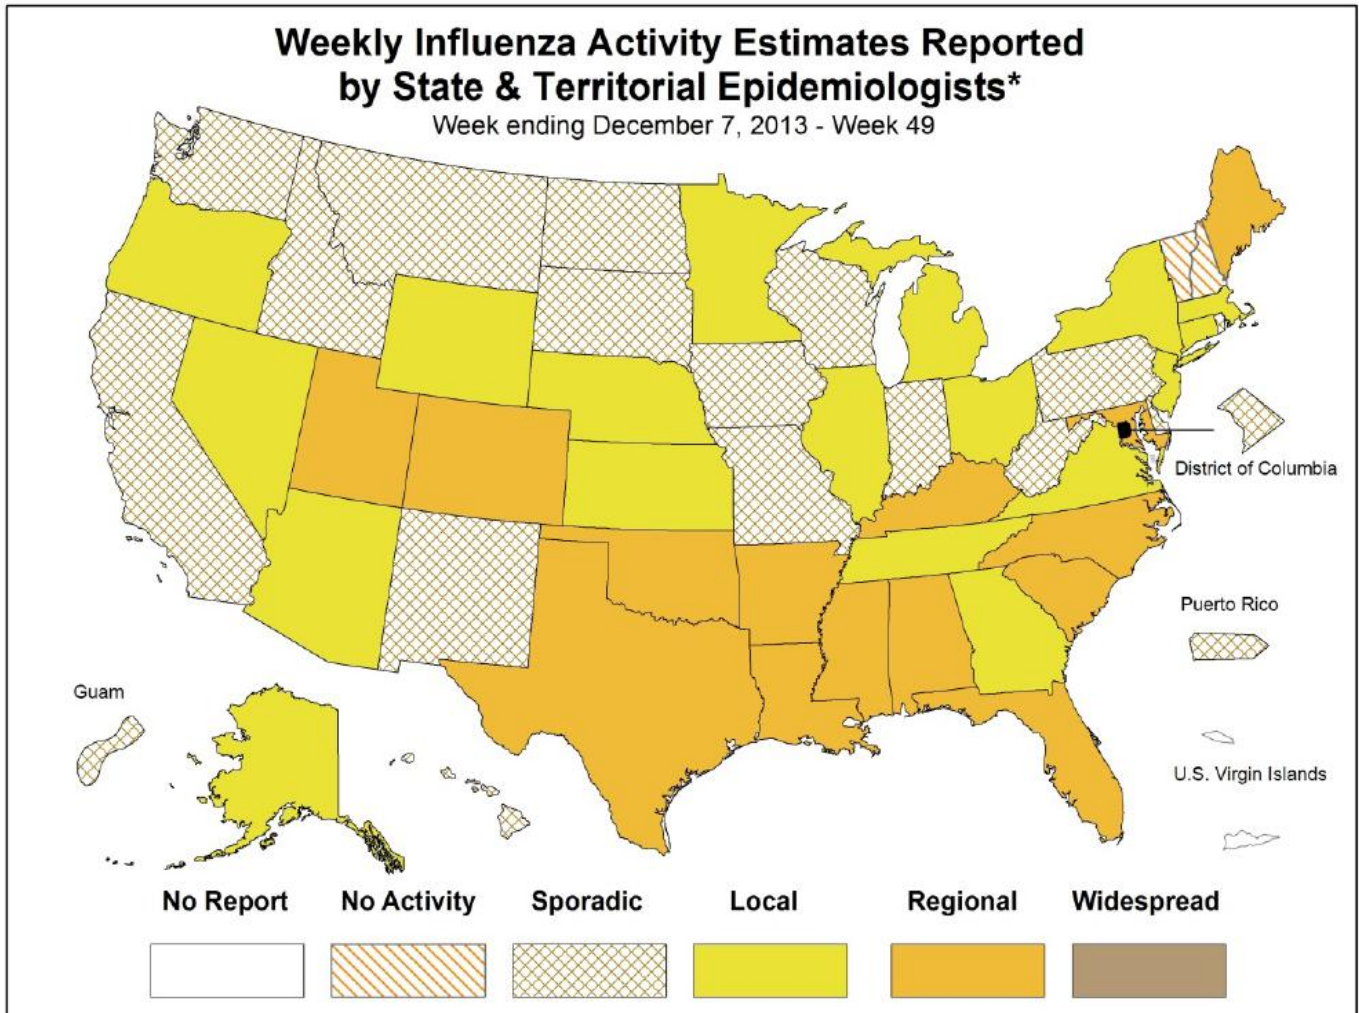 Weekly Influenza Activity Estimates Reported
by State & Territorial Epidemiologists*
Week ending December 7, 2013 - Week 49
District of Columbia
Puerto Rico
Guam
U.S. Virgin Islands
No Report
No Activity
Sporadic
Local
Regional
Widespread